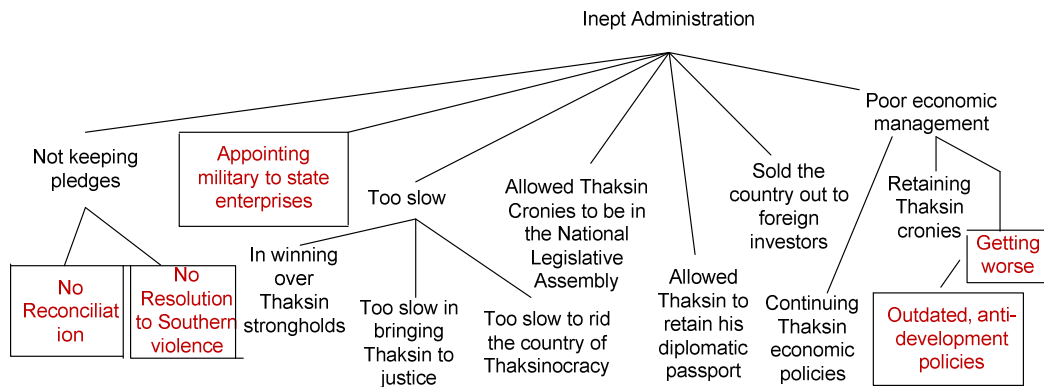 Inept Administration
Poor economic
management
Not keeping
pledges
Appointing
military to state
enterprises
Too slow
Allowed Thaksin
Cronies to be in
the National
Legislative
Assembly
Sold the
country out to
foreign
investors
Retaining
Thaksin
cronies
Getting
worse
No
Reconciliat
ion
No
Resolution
to Southern
violence
In winning
over
Thaksin
strongholds
Too slow in
bringing
Thaksin to
justice
Too slow to rid
the country of
Thaksinocracy
Allowed
Thaksin to
retain his
diplomatic
passport
Continuing
Thaksin
economic
policies
Outdated, anti-
development
policies